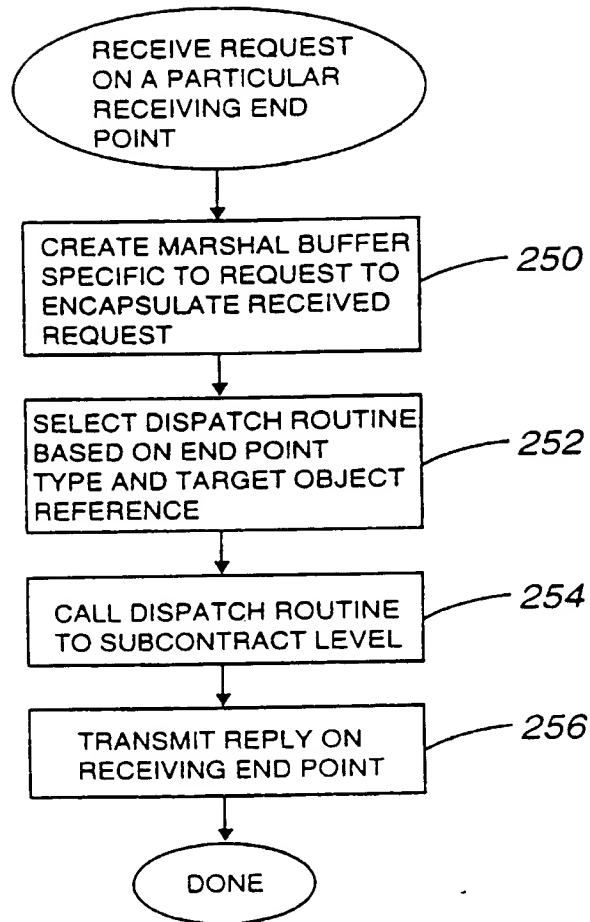 RECEIVE REQUEST
ON A PARTICULAR
RECEIVING END
POINT
CREATE MARSHAL BUFFER
SPECIFIC TO REQUEST TO
ENCAPSULATE RECEIVED
REQUEST
250
SELECT DISPATCH ROUTINE
BASED ON END POINT
TYPE AND TARGET OBJECT
REFERENCE
252
CALL DISPATCH ROUTINE
TO SUBCONTRACT LEVEL
254
TRANSMIT REPLY ON
RECEIVING END POINT
256
DONE